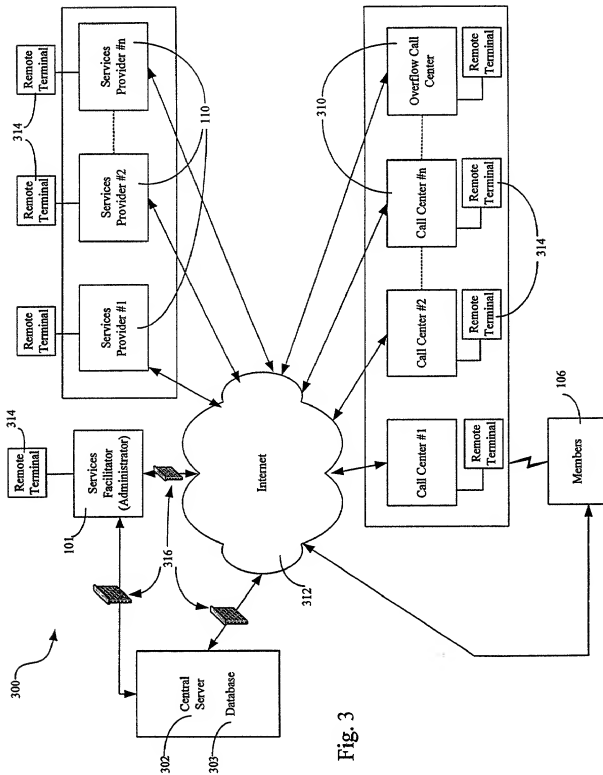 300
302
Central
Server
Database
303
Fig. 3
314
Remote
Terminal
101
Services
Facilitator
(Administrator)
316
Internet
312
Remote
Terminal
Services
Provider #1
Remote
Terminal
Services
Provider #2
314
Remote
Terminal
Services
Provider #n
110
Call Center #1
Remote
Terminal
Call Center #2
Remote
Terminal
Call Center #n
Remote
Terminal
310
Overflow Call
Center
Remote
Terminal
314
106
Members